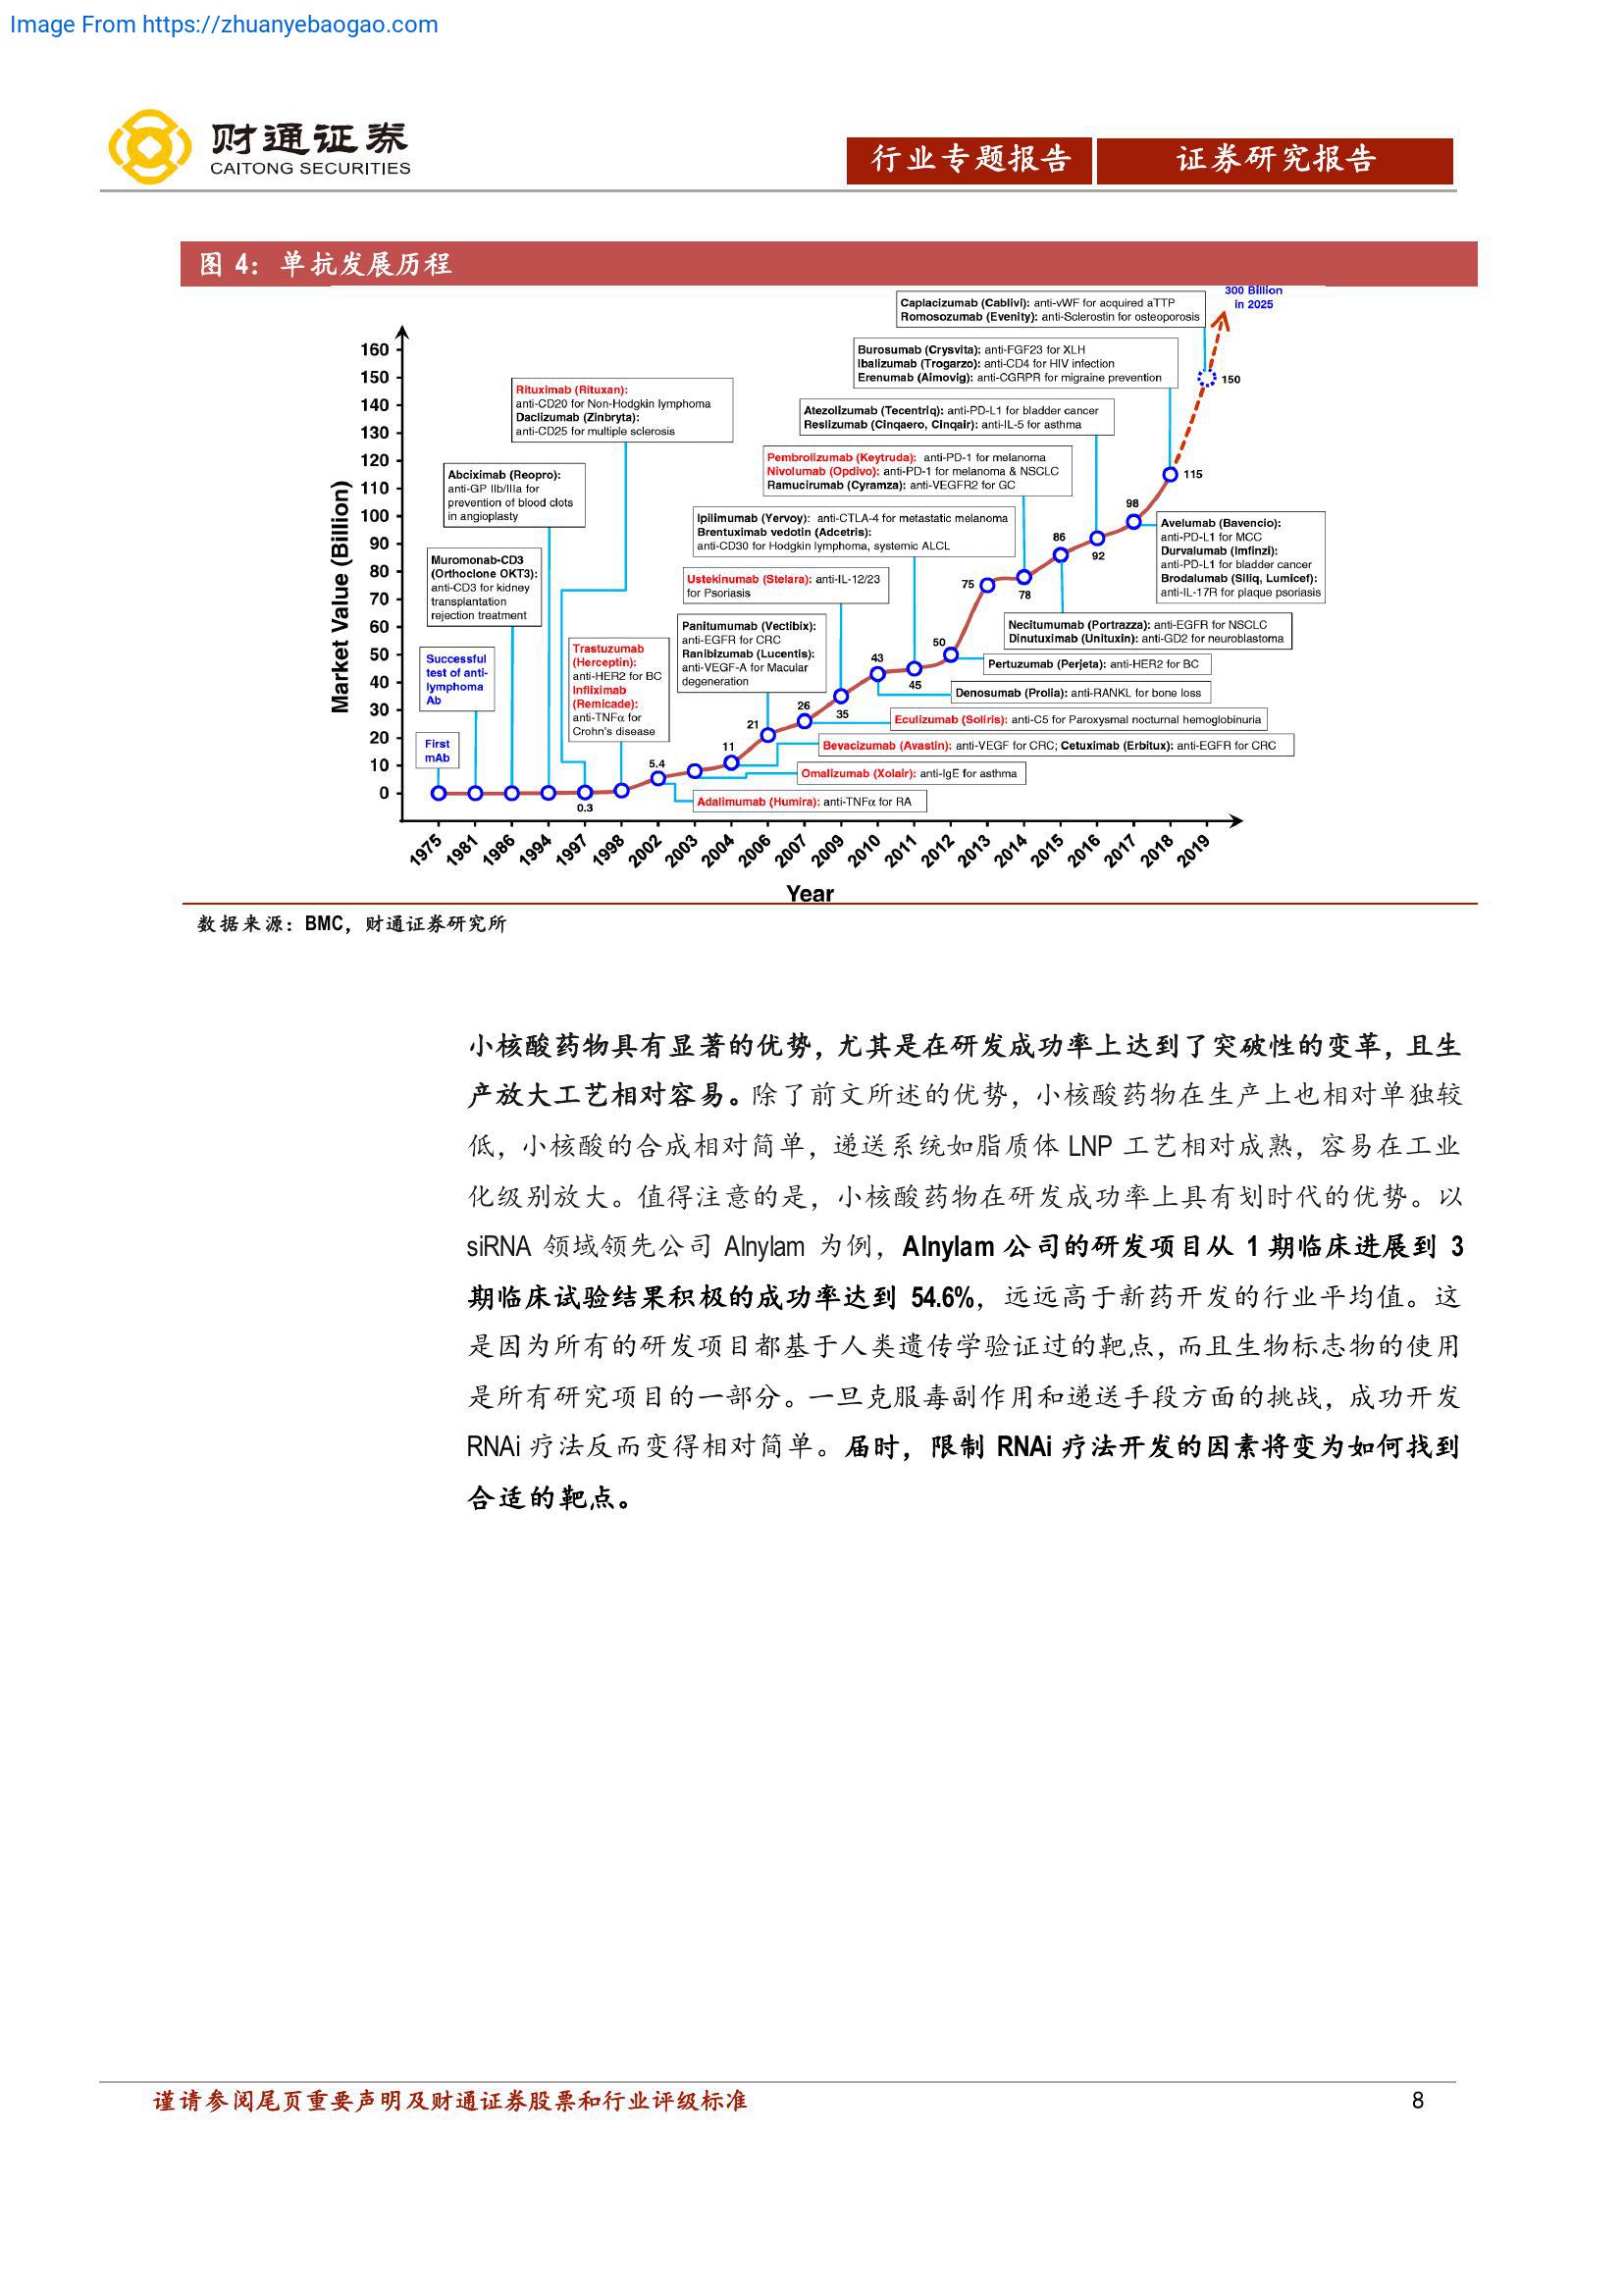 Image From https://zhuanyebaogao.com
财通证券
CAITONG SECURITIES
行业专题报告
证券研究报告
图 4：单抗发展历程
300 Billion
in 2025
Caplacizumab (Cablivi): anti-vWF for acquired aTTP
Romosozumab (Evenity): anti-Sclerostin for osteoporosis
Burosumab (Crysvita): anti-FGF23 for XLH
Ibalizumab (Trogarzo): anti-CD4 for HIV infection
Erenumab (Aimovig): anti-CGRPR for migraine prevention
Atezolizumab (Tecentriq): anti-PD-L1 for bladder cancer
Reslizumab (Cinqaero, Cinqair): anti-IL-5 for asthma
Pembrolizumab (Keytruda): anti-PD-1 for melanoma
Nivolumab (Opdivo): anti-PD-1 for melanoma & NSCLC
Ramucirumab (Cyramza): anti-VEGFR2 for GC
Ipilimumab (Yervoy): anti-CTLA-4 for metastatic melanoma
Brentuximab vedotin (Adcetris):
anti-CD30 for Hodgkin lymphoma, systemic ALCL
Ustekinumab (Stelara): anti-IL-12/23
for Psoriasis
Panitumumab (Vectibix):
anti-EGFR for CRC
Ranibizumab (Lucentis):
anti-VEGF-A for Macular
degeneration
Rituximab (Rituxan):
anti-CD20 for Non-Hodgkin lymphoma
Daclizumab (Zinbryta):
anti-CD25 for multiple sclerosis
Abciximab (Reopro):
anti-GP IIb/IIIa for
prevention of blood clots
in angioplasty
Muromonab-CD3
(Orthoclone OKT3):
anti-CD3 for kidney
transplantation
rejection treatment
Trastuzumab
(Herceptin):
anti-HER2 for BC
Infliximab
(Remicade):
anti-TNFα for
Crohn's disease
Successful
test of anti-
lymphoma
Ab
First
mAb
Avelumab (Bavencio):
anti-PD-L1 for MCC
Durvalumab (Imfinzi):
anti-PD-L1 for bladder cancer
Brodalumab (Siliq, Lumicef):
anti-IL-17R for plaque psoriasis
Necitumumab (Portrazza): anti-EGFR for NSCLC
Dinutuximab (Unituxin): anti-GD2 for neuroblastoma
Pertuzumab (Perjeta): anti-HER2 for BC
Denosumab (Prolia): anti-RANKL for bone loss
Eculizumab (Soliris): anti-C5 for Paroxysmal nocturnal hemoglobinuria
Bevacizumab (Avastin): anti-VEGF for CRC; Cetuximab (Erbitux): anti-EGFR for CRC
Omalizumab (Xolair): anti-IgE for asthma
Adalimumab (Humira): anti-TNFα for RA
Market Value (Billion)
160
150
140
130
120
110
100
90
80
70
60
50
40
30
20
10
0
0.3
5.4
11
21
26
35
43
45
50
75
78
86
92
98
115
150
1975 1981 1986 1994 1997 1998 2002 2003 2004 2006 2007 2009 2010 2011 2012 2013 2014 2015 2016 2017 2018 2019
Year
数据来源：BMC，财通证券研究所
小核酸药物具有显著的优势，尤其是在研发成功率上达到了突破性的变革，且生
产放大工艺相对容易。除了前文所述的优势，小核酸药物在生产上也相对单独较
低，小核酸的合成相对简单，递送系统如脂质体 LNP 工艺相对成熟，容易在工业
化级别放大。值得注意的是，小核酸药物在研发成功率上具有划时代的优势。以
siRNA 领域领先公司 Alnylam 为例，Alnylam 公司的研发项目从 1 期临床进展到 3
期临床试验结果积极的成功率达到 54.6%，远远高于新药开发的行业平均值。这
是因为所有的研发项目都基于人类遗传学验证过的靶点，而且生物标志物的使用
是所有研究项目的一部分。一旦克服毒副作用和递送手段方面的挑战，成功开发
RNAi 疗法反而变得相对简单。届时，限制 RNAi 疗法开发的因素将变为如何找到
合适的靶点。
谨请参阅尾页重要声明及财通证券股票和行业评级标准
8